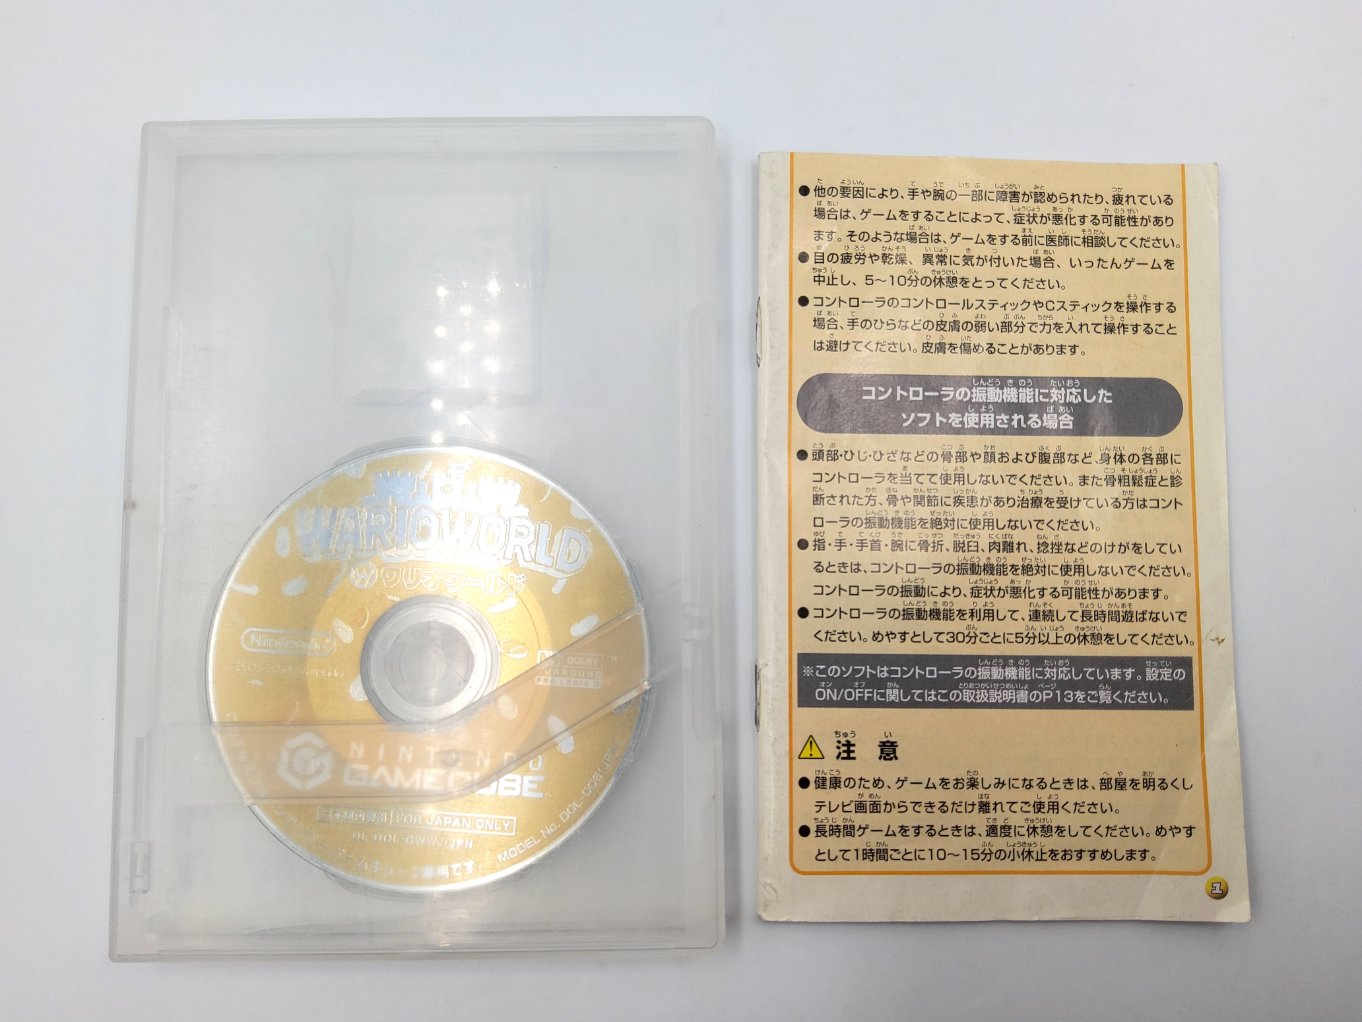 WARIOWORLD
ワリオワールド
Nintendo
DOLBY
SURROUND
PRO LOGIC II
NINTENDO
GAMECUBE
FOR JAPAN ONLY
DL-DOL-GWWJ-JPN
MODEL No. DOL-006(JPN)
● 他の要因により、手や腕の一部に障害が認められたり、疲れている
場合は、ゲームをすることによって、症状が悪化する可能性があり
ます。そのような場合は、ゲームをする前に医師に相談してください。
● 目の疲労や乾燥、異常に気が付いた場合、いったんゲームを
中止し、5〜10分の休憩をとってください。
● コントローラのコントロールスティックやCスティックを操作する
場合、手のひらなどの皮膚の弱い部分で力を入れて操作すること
は避けてください。皮膚を傷めることがあります。
コントローラの振動機能に対応した
ソフトを使用される場合
● 頭部・ひじ・ひざなどの骨部や顔および腹部など、身体の各部に
コントローラを当てて使用しないでください。また骨粗鬆症と診
断された方、骨や関節に疾患があり治療を受けている方はコント
ローラの振動機能を絶対に使用しないでください。
● 指・手・手首・腕に骨折、脱臼、肉離れ、捻挫などのけがをしてい
るときは、コントローラの振動機能を絶対に使用しないでください。
コントローラの振動により、症状が悪化する可能性があります。
● コントローラの振動機能を利用して、連続して長時間遊ばないで
ください。めやすとして30分ごとに5分以上の休憩をしてください。
※このソフトはコントローラの振動機能に対応しています。設定の
ON/OFFに関してはこの取扱説明書のP13をご覧ください。
注意
● 健康のため、ゲームをお楽しみになるときは、部屋を明るくし
テレビ画面からできるだけ離れてご使用ください。
● 長時間ゲームをするときは、適度に休憩をしてください。めやす
として1時間ごとに10〜15分の小休止をおすすめします。
1